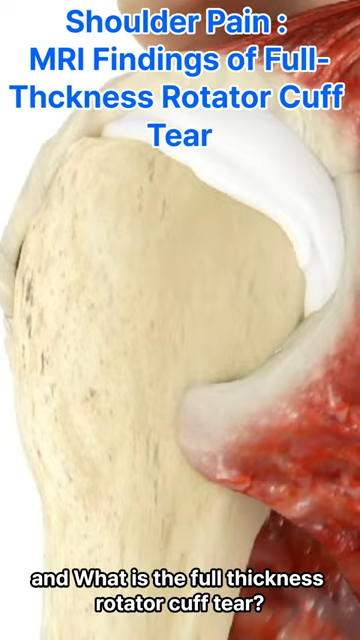 Shoulder Pain :
MRI Findings of Full-
Thckness Rotator Cuff
Tear
and What is the full thickness
rotator cuff tear?